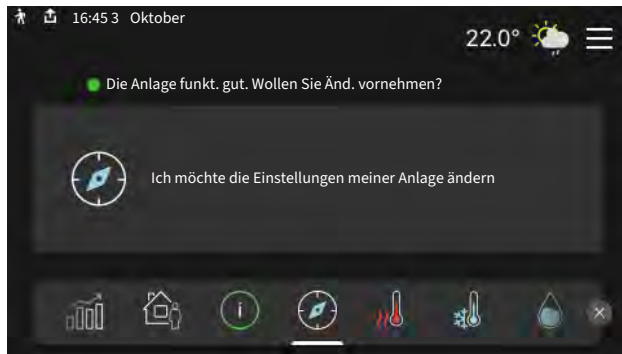 16:45 3 Oktober
22.0°
Die Anlage funkt. gut. Wollen Sie Änd. vornehmen?
Ich möchte die Einstellungen meiner Anlage ändern